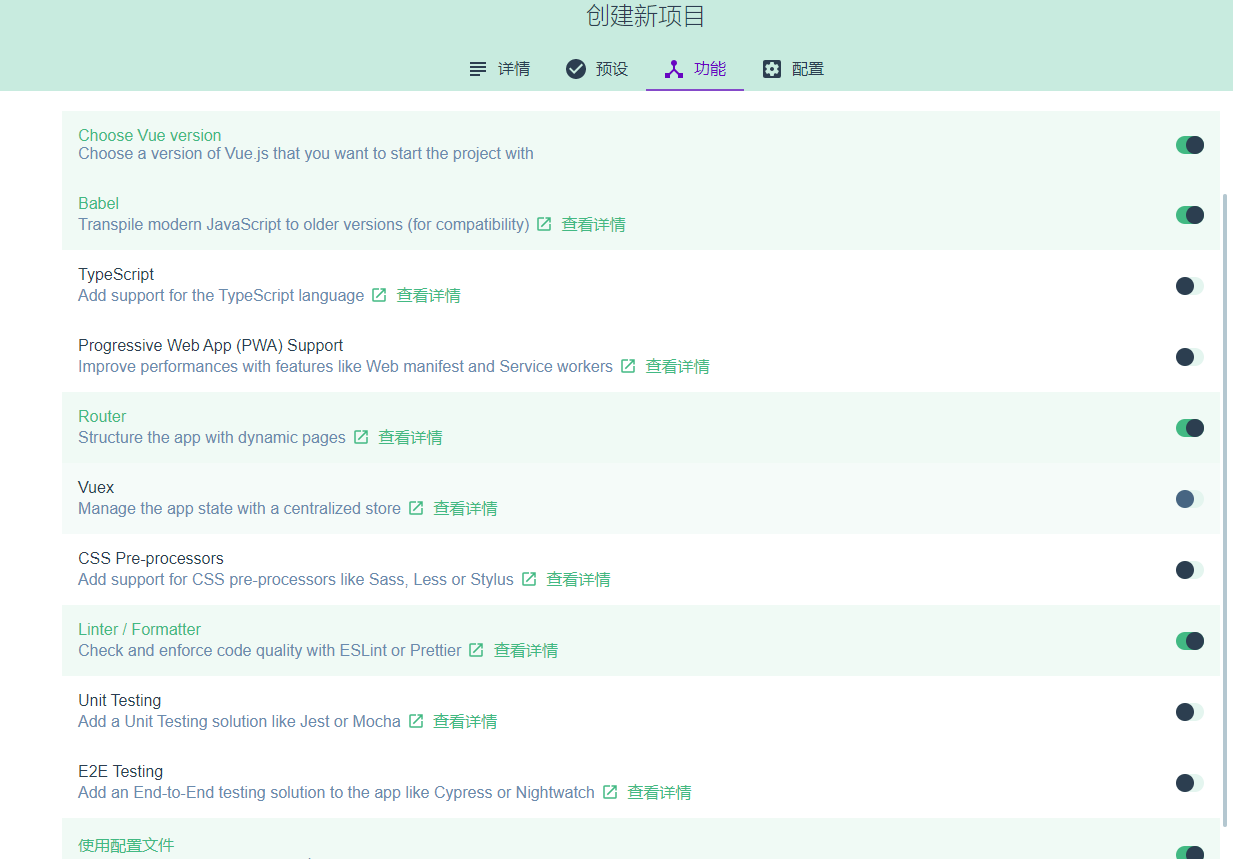 创建新项目
详情 预设 功能 配置
Choose Vue version
Choose a version of Vue.js that you want to start the project with
Babel
Transpile modern JavaScript to older versions (for compatibility) 查看详情
TypeScript
Add support for the TypeScript language 查看详情
Progressive Web App (PWA) Support
Improve performances with features like Web manifest and Service workers 查看详情
Router
Structure the app with dynamic pages 查看详情
Vuex
Manage the app state with a centralized store 查看详情
CSS Pre-processors
Add support for CSS pre-processors like Sass, Less or Stylus 查看详情
Linter / Formatter
Check and enforce code quality with ESLint or Prettier 查看详情
Unit Testing
Add a Unit Testing solution like Jest or Mocha 查看详情
E2E Testing
Add an End-to-End testing solution to the app like Cypress or Nightwatch 查看详情
使用配置文件